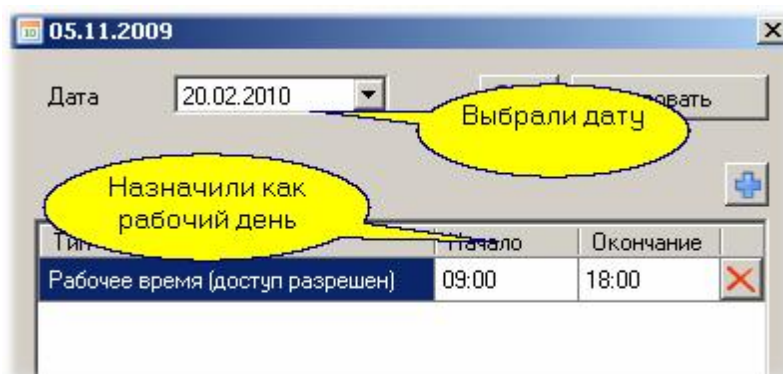 05.11.2009
Дата
20.02.2010
Выбрали дату
Назначили как
рабочий день
Начало
Окончание
Рабочее время (доступ разрешен)
09:00
18:00